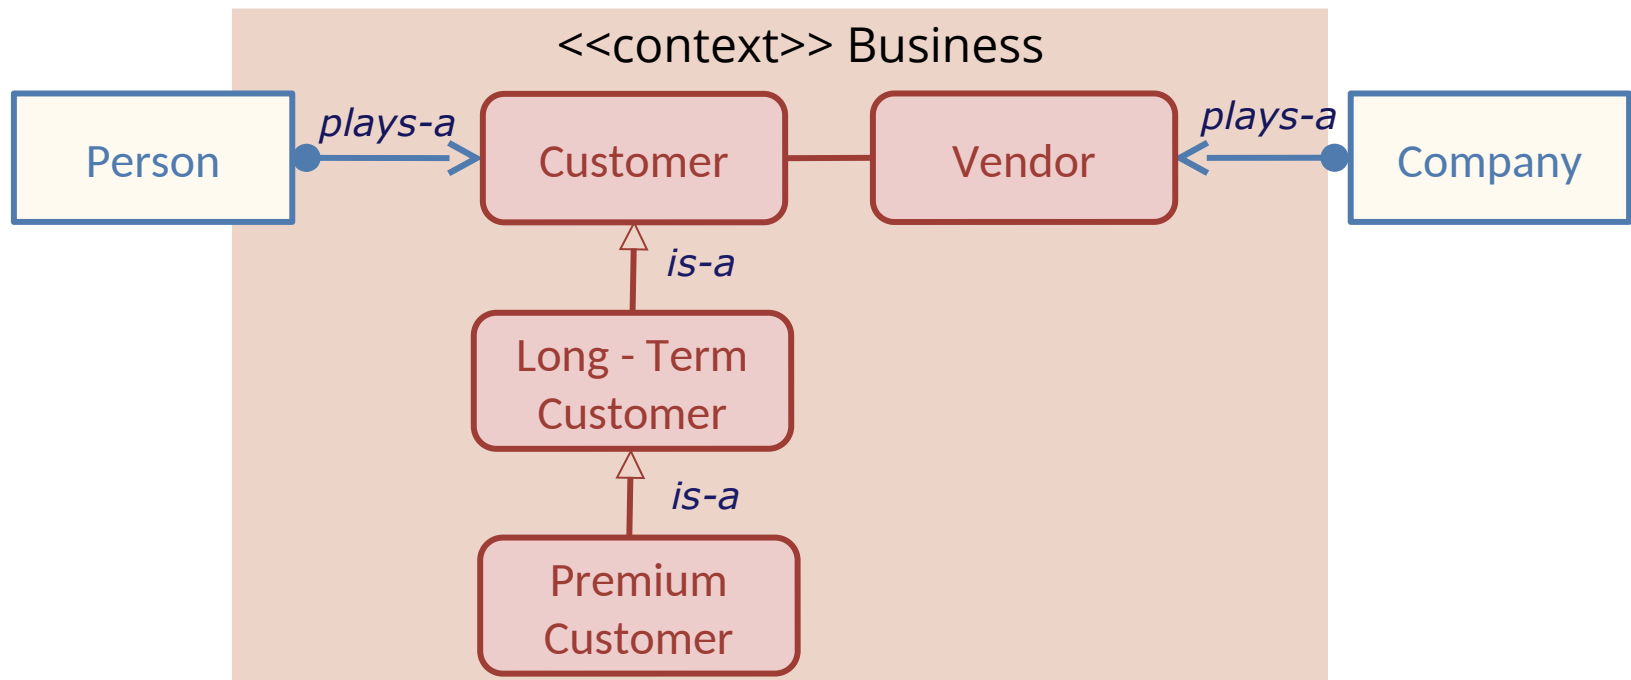 <<context>> Business
Person
plays-a
Customer
Vendor
plays-a
Company
is-a
Long - Term
Customer
is-a
Premium
Customer